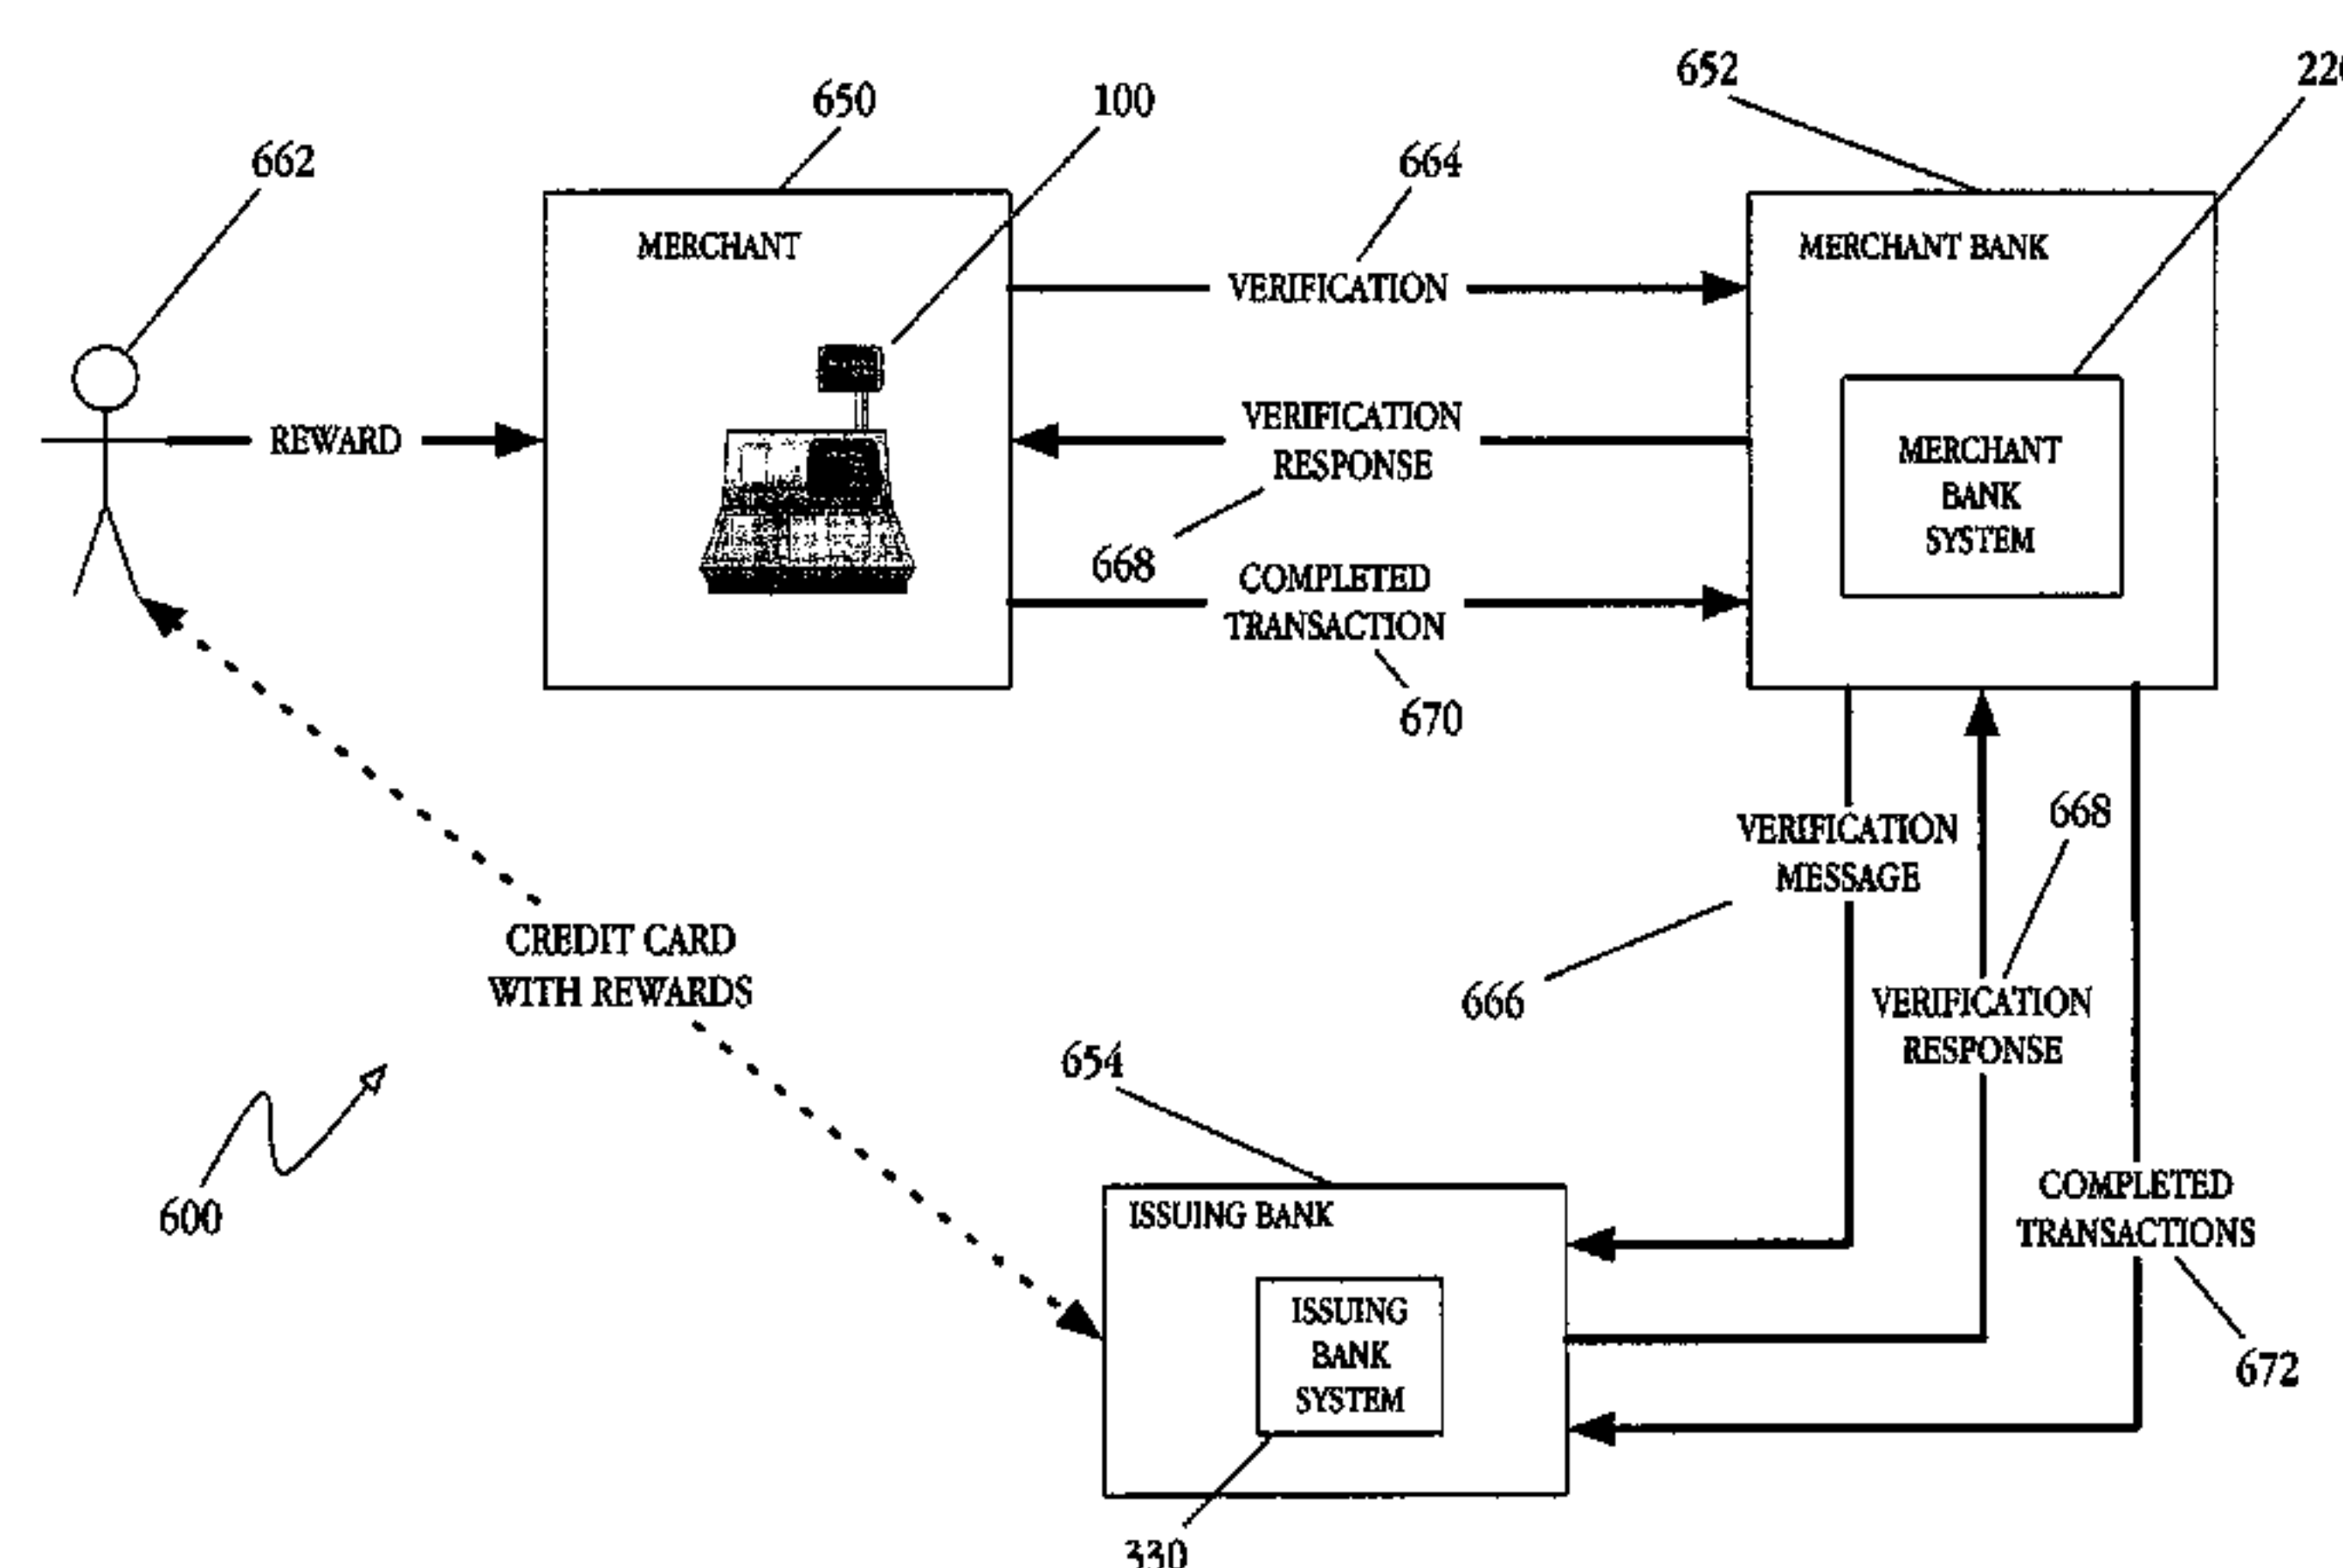 652
220
650
100
662
664
MERCHANT
MERCHANT BANK
VERIFICATION
REWARD
VERIFICATION
RESPONSE
MERCHANT
BANK
SYSTEM
668
COMPLETED
TRANSACTION
670
668
VERIFICATION
MESSAGE
CREDIT CARD
WITH REWARDS
666
VERIFICATION
RESPONSE
654
600
COMPLETED
TRANSACTIONS
ISSUING BANK
ISSUING
BANK
SYSTEM
672
330